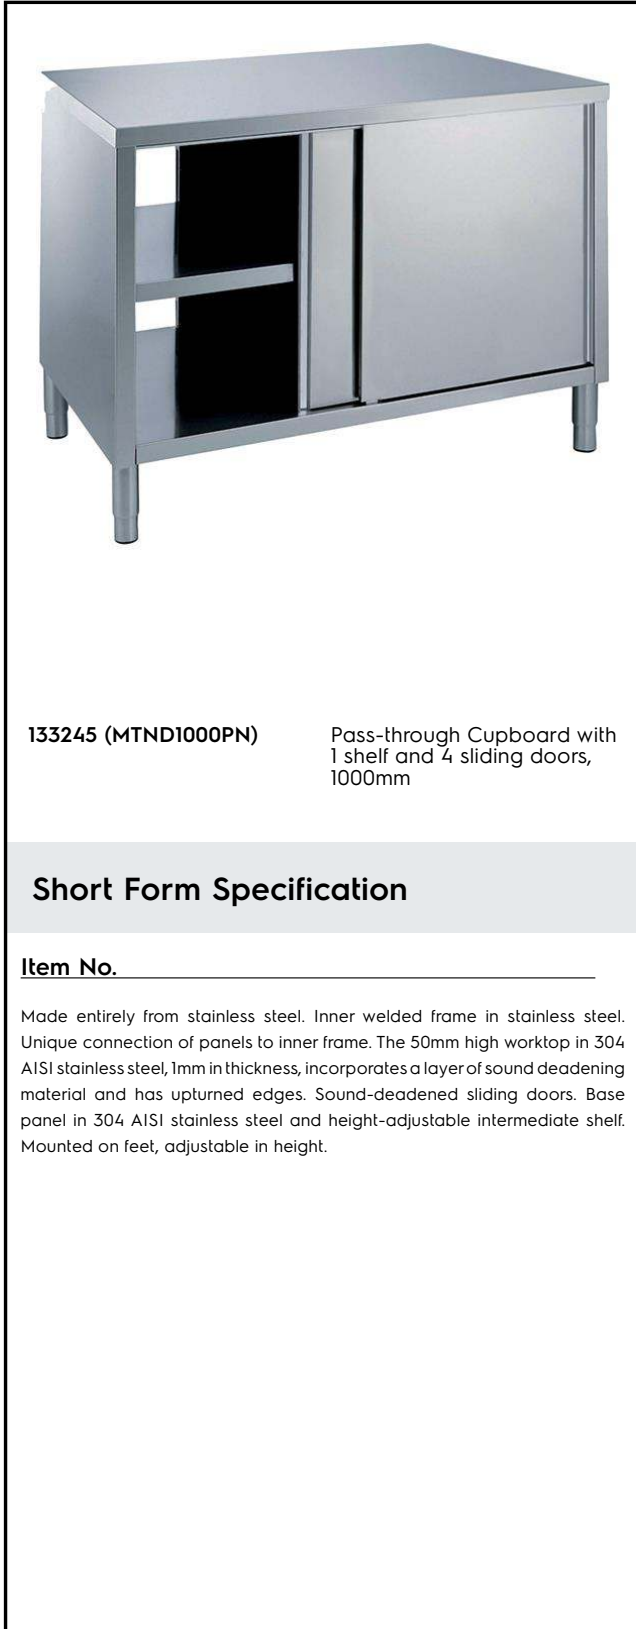 133245 (MTND1000PN)
Pass-through Cupboard with
1 shelf and 4 sliding doors,
1000mm
Short Form Specification
Item No.
Made entirely from stainless steel. Inner welded frame in stainless steel.
Unique connection of panels to inner frame. The 50mm high worktop in 304
AISI stainless steel, 1mm in thickness, incorporates a layer of sound deadening
material and has upturned edges. Sound-deadened sliding doors. Base
panel in 304 AISI stainless steel and height-adjustable intermediate shelf.
Mounted on feet, adjustable in height.